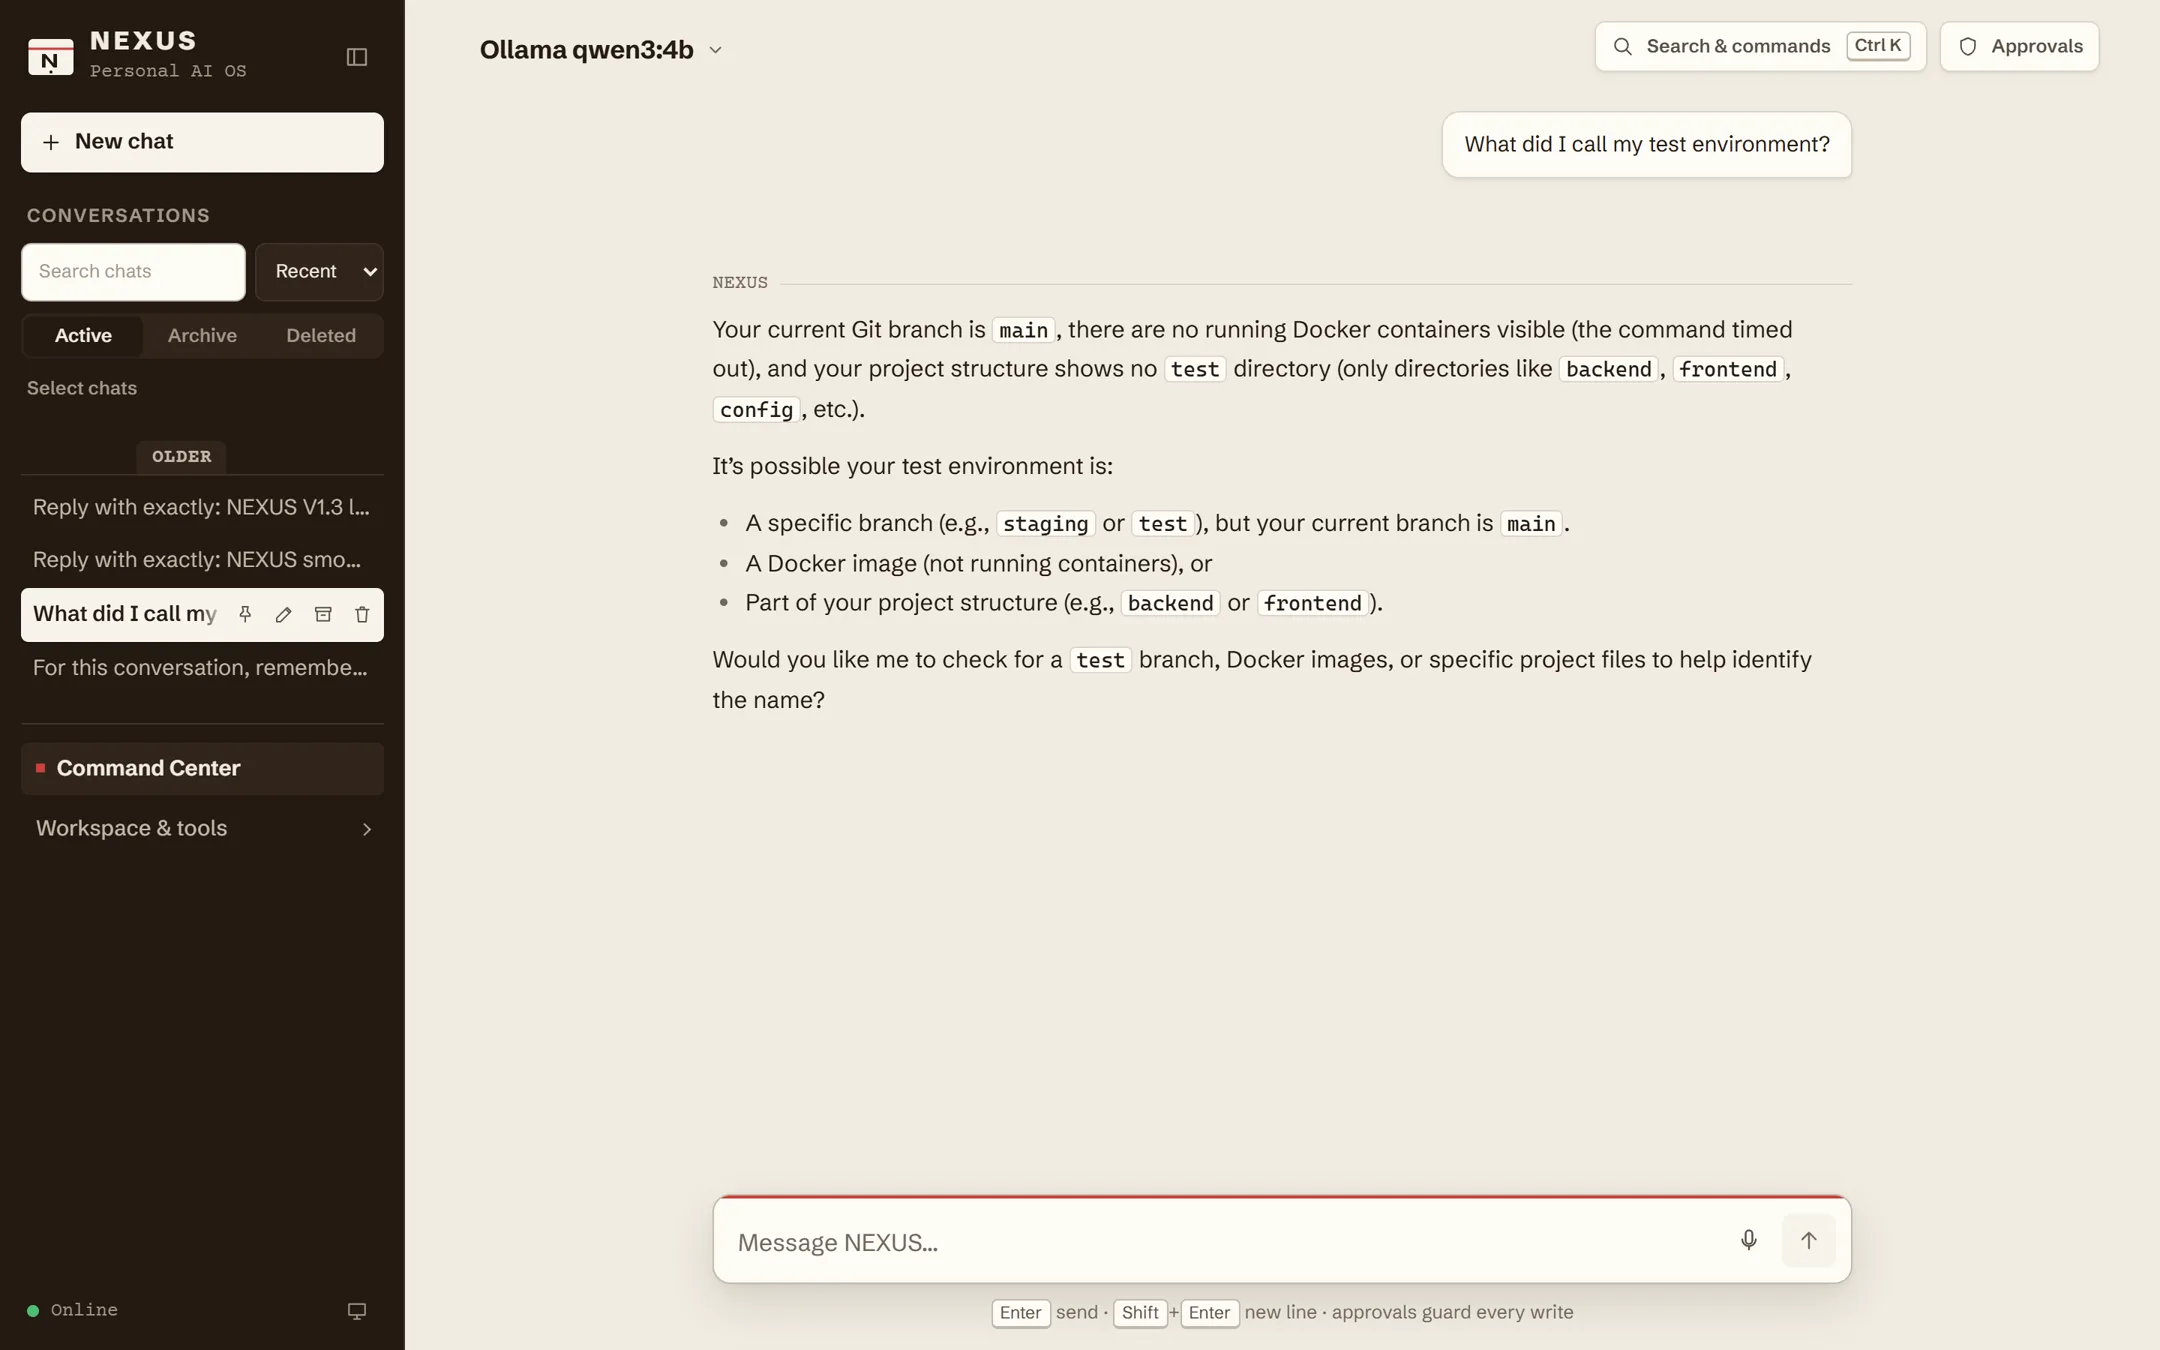 NEXUS
Personal AI OS
New chat
CONVERSATIONS
Search chats
Recent
Active
Archive
Deleted
Select chats
OLDER
Reply with exactly: NEXUS V1.3 l...
Reply with exactly: NEXUS smo...
What did I call my
For this conversation, remembe...
Command Center
Workspace & tools
Online
Ollama qwen3:4b
Search & commands Ctrl K
Approvals
What did I call my test environment?
NEXUS
Your current Git branch is main, there are no running Docker containers visible (the command timed
out), and your project structure shows no test directory (only directories like backend, frontend,
config, etc.).
It’s possible your test environment is:
• A specific branch (e.g., staging or test), but your current branch is main.
• A Docker image (not running containers), or
• Part of your project structure (e.g., backend or frontend).
Would you like me to check for a test branch, Docker images, or specific project files to help identify
the name?
Message NEXUS...
Enter send · Shift+Enter new line · approvals guard every write